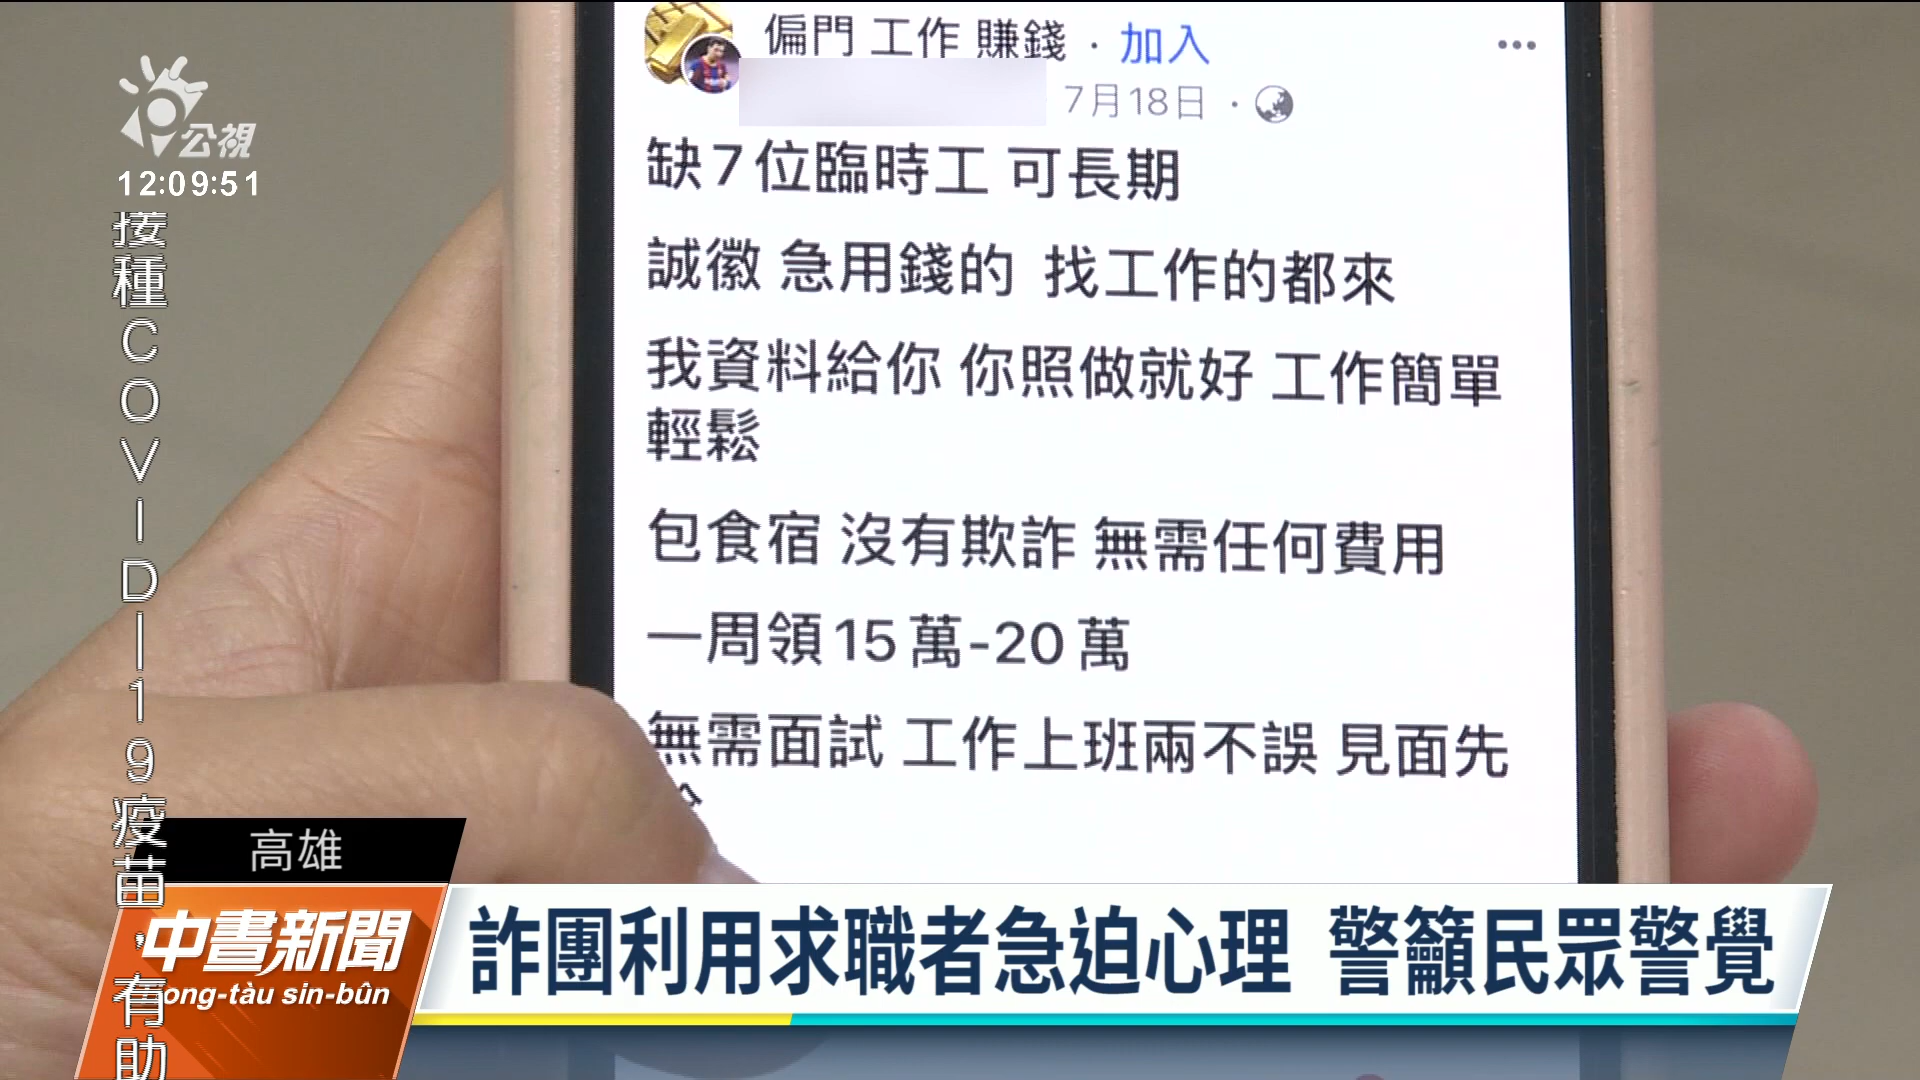 公視
12:09:51
接種COVID-19疫苗，有助
偏門 工作 賺錢 · 加入
7月18日 ·
缺7位臨時工 可長期
誠徵 急用錢的 找工作的都來
我資料給你 你照做就好 工作簡單
輕鬆
包食宿 沒有欺詐 無需任何費用
一周領15萬-20萬
無需面試 工作上班兩不誤 見面先
高雄
中晝新聞
ong-tàu sin-bûn
詐團利用求職者急迫心理 警籲民眾警覺